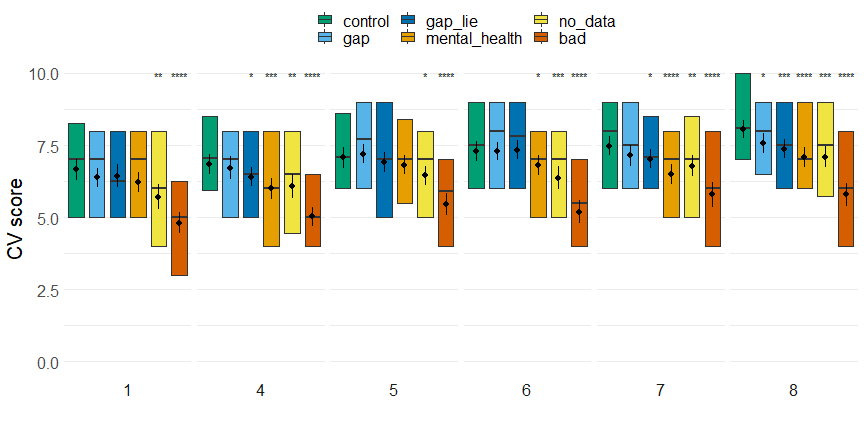 control gap_lie no_data
gap mental_health bad
10.0
7.5
5.0
2.5
0.0
CV score
** ****
* *** ** ****
* ****
* *** ****
* **** ** ****
* *** **** *** ****
1 4 5 6 7 8